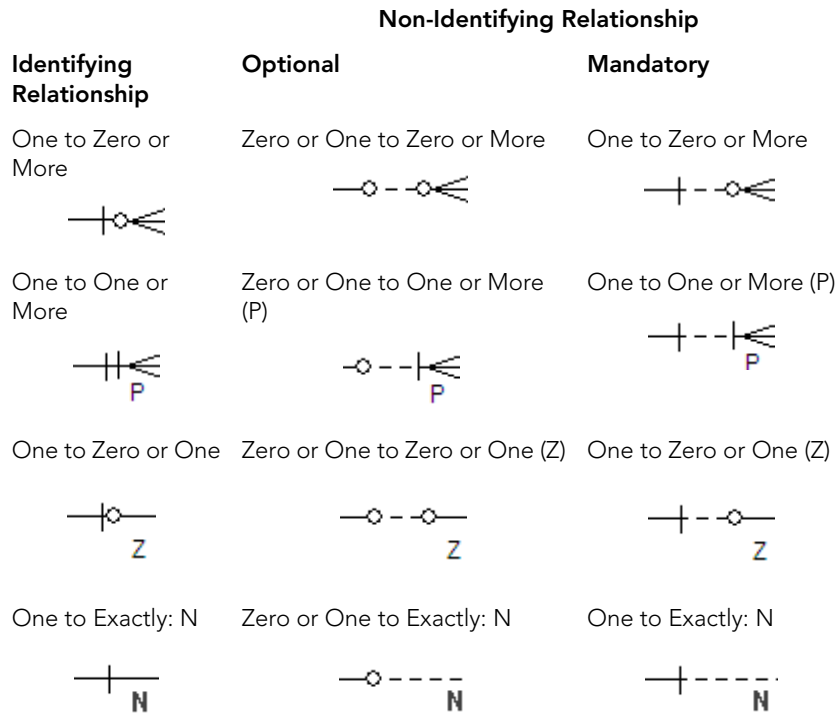 Non-Identifying Relationship
Identifying
Relationship
Optional
Mandatory
One to Zero or
More
Zero or One to Zero or More
One to Zero or More
One to One or
More
P
Zero or One to One or More
(P)
P
One to One or More (P)
P
One to Zero or One
Z
Zero or One to Zero or One (Z)
Z
One to Zero or One (Z)
Z
One to Exactly: N
N
Zero or One to Exactly: N
N
One to Exactly: N
N